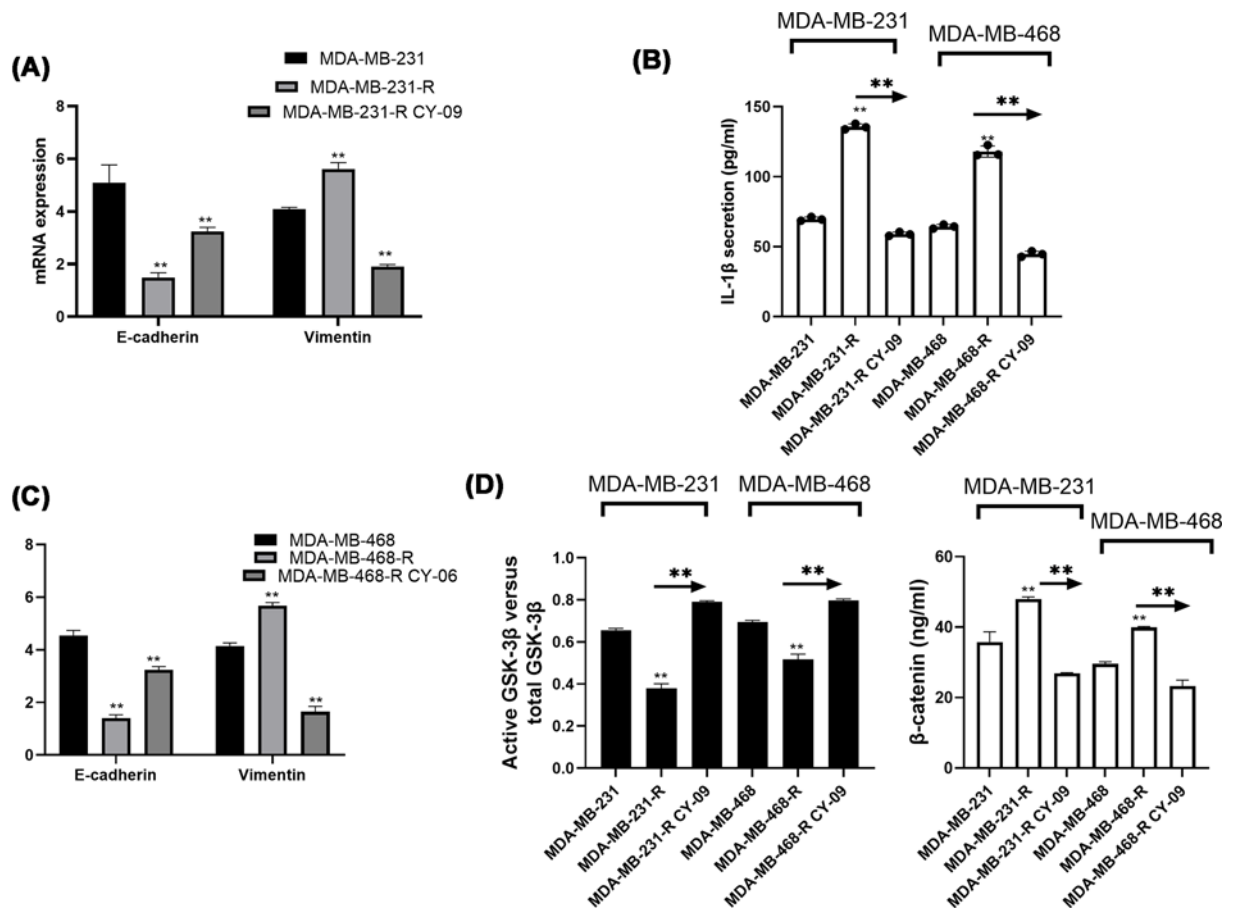 (A)
MDA-MB-231
MDA-MB-231-R
MDA-MB-231-R CY-09
mRNA expression
8
6
4
2
0
**
**
**
**
E-cadherin
Vimentin
(B)
MDA-MB-231
MDA-MB-468
**
**
**
**
IL-1β secretion (pg/ml)
150
100
50
0
MDA-MB-231
MDA-MB-231-R
MDA-MB-231-R CY-09
MDA-MB-468
MDA-MB-468-R
MDA-MB-468-R CY-09
(C)
MDA-MB-468
MDA-MB-468-R
MDA-MB-468-R CY-06
8
6
4
2
0
**
**
**
**
E-cadherin
Vimentin
(D)
MDA-MB-231
MDA-MB-468
Active GSK-3β versus
total GSK-3β
1.0
0.8
0.6
0.4
0.2
0.0
**
**
**
**
MDA-MB-231
MDA-MB-231-R
MDA-MB-231-R CY-09
MDA-MB-468
MDA-MB-468-R
MDA-MB-468-R CY-09
MDA-MB-231
MDA-MB-468
β-catenin (ng/ml)
60
40
20
0
**
**
**
**
MDA-MB-231
MDA-MB-231-R
MDA-MB-231-R CY-09
MDA-MB-468
MDA-MB-468-R
MDA-MB-468-R CY-09